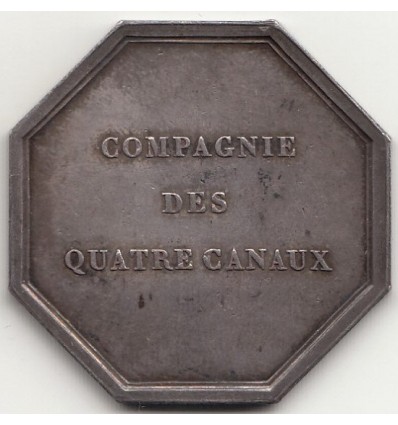 COMPAGNIE
DES
QUATRE CANAUX